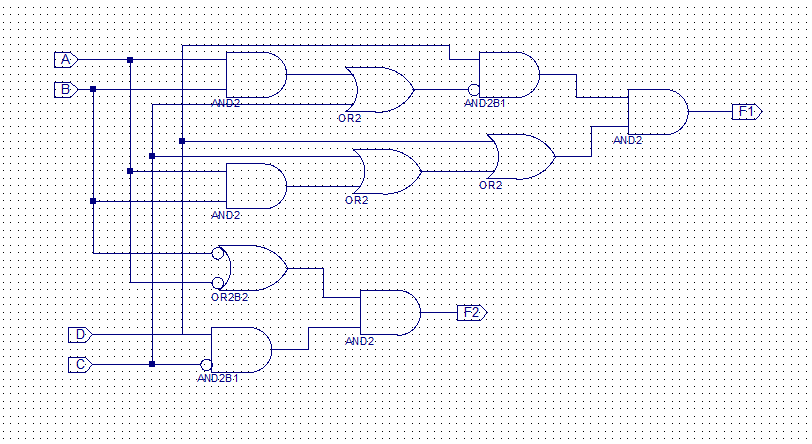 A
B
AND2
OR2
AND2B1
AND2
F1
AND2
OR2
OR2
OR2B2
D
C
AND2B1
AND2
F2